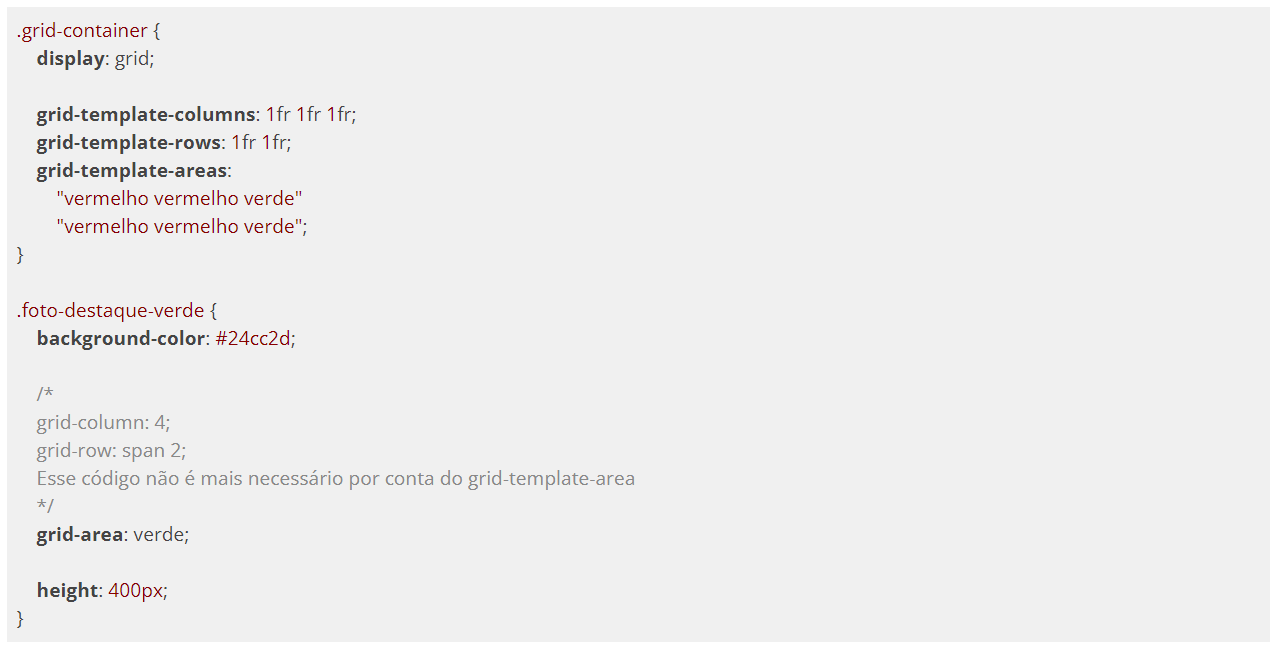 .grid-container {
display: grid;
grid-template-columns: 1fr 1fr 1fr;
grid-template-rows: 1fr 1fr;
grid-template-areas:
"vermelho vermelho verde"
"vermelho vermelho verde";
}
.foto-destaque-verde {
background-color: #24cc2d;
/*
grid-column: 4;
grid-row: span 2;
Esse código não é mais necessário por conta do grid-template-area
*/
grid-area: verde;
height: 400px;
}